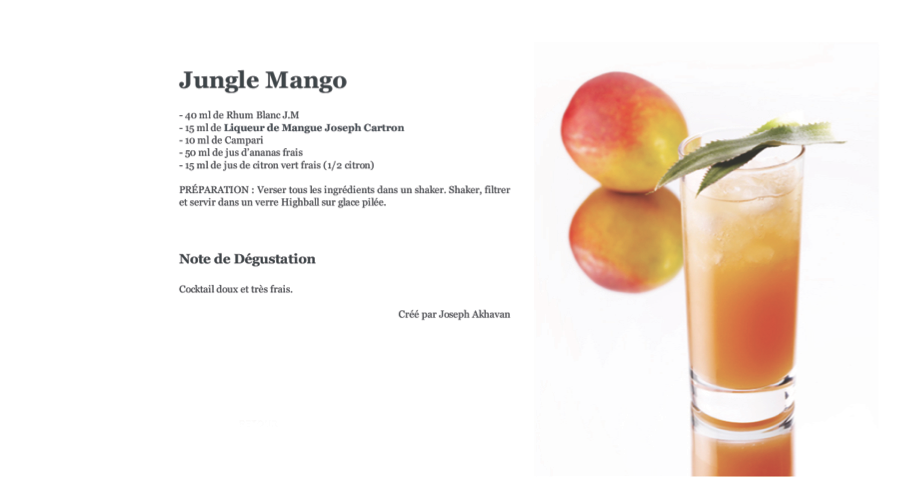 Jungle Mango
- 40 ml de Rhum Blanc J.M
- 15 ml de Liqueur de Mangue Joseph Cartron
- 10 ml de Campari
- 50 ml de jus d'ananas frais
- 15 ml de jus de citron vert frais (1/2 citron)
PRÉPARATION : Verser tous les ingrédients dans un shaker. Shaker, filtrer
et servir dans un verre Highball sur glace pilée.
Note de Dégustation
Cocktail doux et très frais.
Créé par Joseph Akhavan